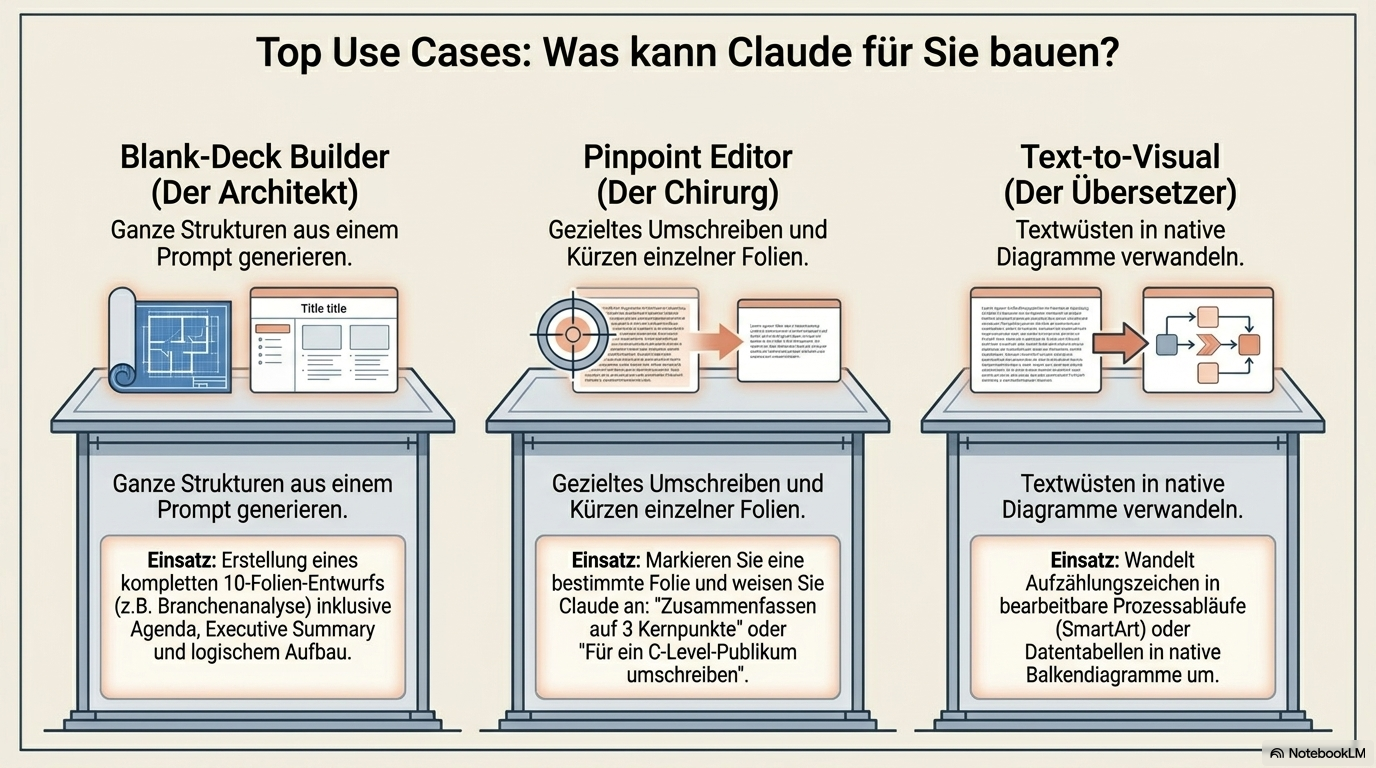 Top Use Cases: Was kann Claude für Sie bauen?
Blank-Deck Builder
(Der Architekt)
Ganze Strukturen aus einem
Prompt generieren.
Title title
Ganze Strukturen aus einem
Prompt generieren.
Einsatz: Erstellung eines
kompletten 10-Folien-Entwurfs
(z.B. Branchenanalyse) inklusive
Agenda, Executive Summary
und logischem Aufbau.
Pinpoint Editor
(Der Chirurg)
Gezieltes Umschreiben und
Kürzen einzelner Folien.
Gezieltes Umschreiben und
Kürzen einzelner Folien.
Einsatz: Markieren Sie eine
bestimmte Folie und weisen Sie
Claude an: "Zusammenfassen
auf 3 Kernpunkte" oder
"Für ein C-Level-Publikum
umschreiben".
Text-to-Visual
(Der Übersetzer)
Textwüsten in native
Diagramme verwandeln.
Textwüsten in native
Diagramme verwandeln.
Einsatz: Wandelt
Aufzählungszeichen in
bearbeitbare Prozessabläufe
(SmartArt) oder
Datentabellen in native
Balkendiagramme um.
NotebookLM